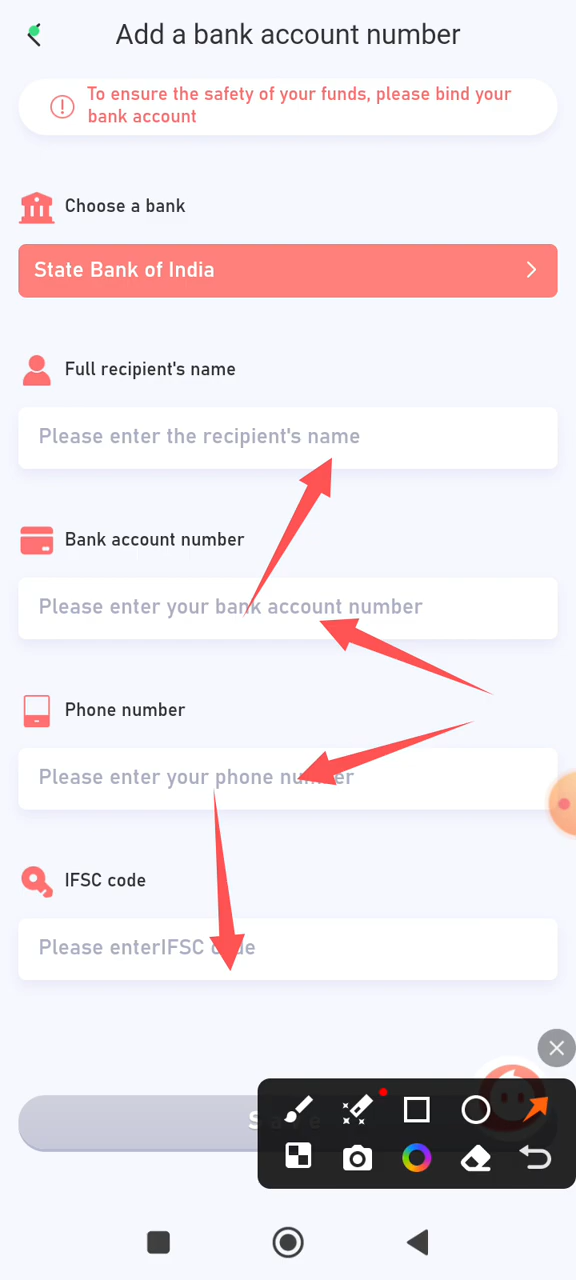 Add a bank account number
To ensure the safety of your funds, please bind your
bank account
Choose a bank
State Bank of India
Full recipient's name
Please enter the recipient's name
Bank account number
Please enter your bank account number
Phone number
Please enter your phone number
IFSC code
Please enterIFSC code